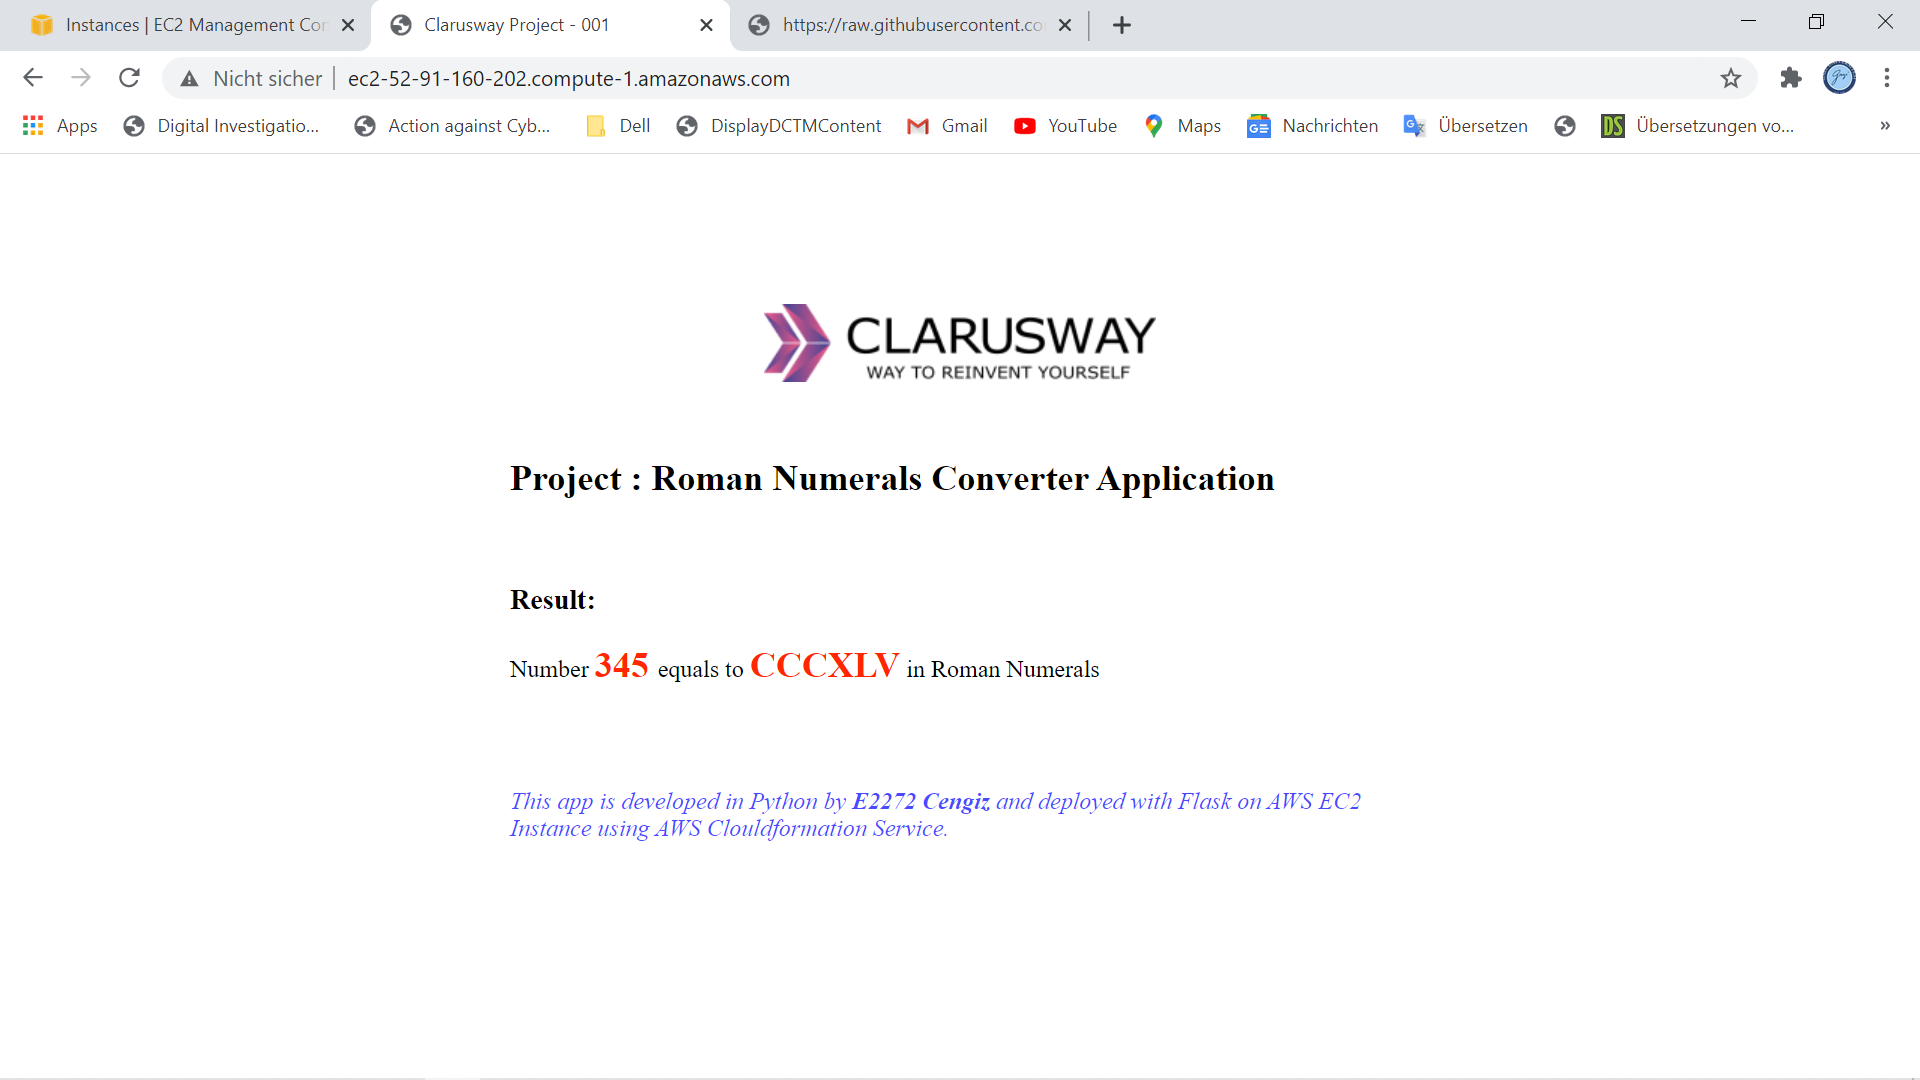 Instances | EC2 Management Con
Clarusway Project - 001
https://raw.githubusercontent.co
Nicht sicher
ec2-52-91-160-202.compute-1.amazonaws.com
Apps
Digital Investigatio...
Action against Cyb...
Dell
DisplayDCTMContent
Gmail
YouTube
Maps
Nachrichten
Übersetzen
DS
Übersetzungen vo...
»
CLARUSWAY
WAY TO REINVENT YOURSELF
Project : Roman Numerals Converter Application
Result:
Number 345 equals to CCCXLV in Roman Numerals
This app is developed in Python by E2272 Cengiz and deployed with Flask on AWS EC2
Instance using AWS Clouldformation Service.